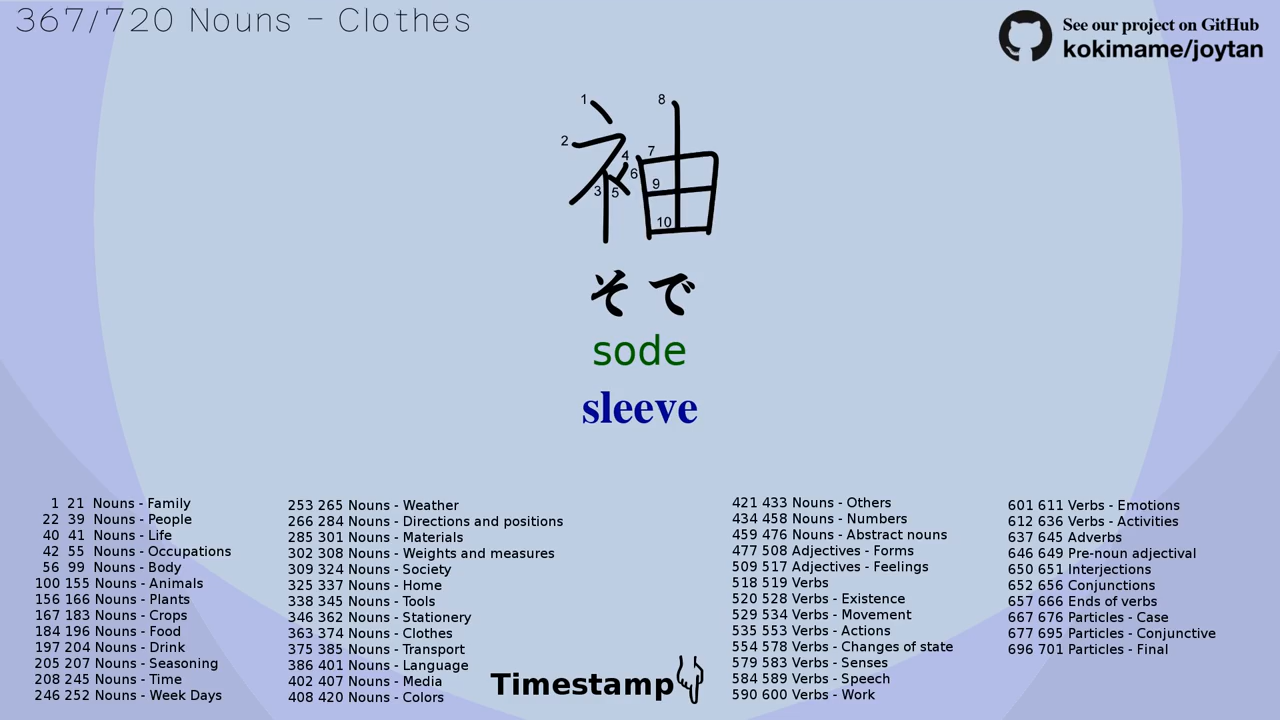 367/720 Nouns - Clothes
See our project on GitHub
kokimame/joytan
1 2 3 4 5 6 7 8 9 10
袖
そで
sode
sleeve
1 21 Nouns - Family
22 39 Nouns - People
40 41 Nouns - Life
42 55 Nouns - Occupations
56 99 Nouns - Body
100 155 Nouns - Animals
156 166 Nouns - Plants
167 183 Nouns - Crops
184 196 Nouns - Food
197 204 Nouns - Drink
205 207 Nouns - Seasoning
208 245 Nouns - Time
246 252 Nouns - Week Days
253 265 Nouns - Weather
266 284 Nouns - Directions and positions
285 301 Nouns - Materials
302 308 Nouns - Weights and measures
309 324 Nouns - Society
325 337 Nouns - Home
338 345 Nouns - Tools
346 362 Nouns - Stationery
363 374 Nouns - Clothes
375 385 Nouns - Transport
386 401 Nouns - Language
402 407 Nouns - Media
408 420 Nouns - Colors
Timestamp
421 433 Nouns - Others
434 458 Nouns - Numbers
459 476 Nouns - Abstract nouns
477 508 Adjectives - Forms
509 517 Adjectives - Feelings
518 519 Verbs
520 528 Verbs - Existence
529 534 Verbs - Movement
535 553 Verbs - Actions
554 578 Verbs - Changes of state
579 583 Verbs - Senses
584 589 Verbs - Speech
590 600 Verbs - Work
601 611 Verbs - Emotions
612 636 Verbs - Activities
637 645 Adverbs
646 649 Pre-noun adjectival
650 651 Interjections
652 656 Conjunctions
657 666 Ends of verbs
667 676 Particles - Case
677 695 Particles - Conjunctive
696 701 Particles - Final